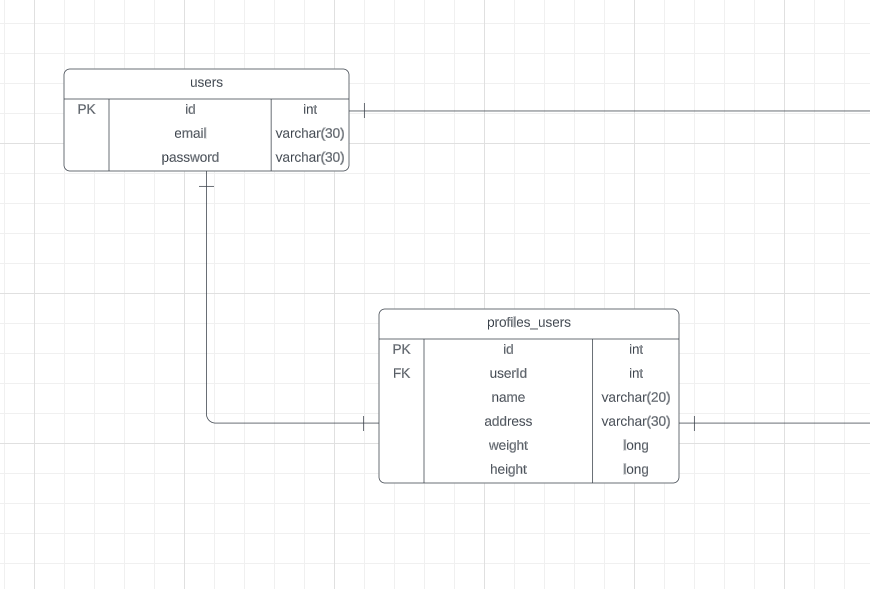 users
PK id int
email varchar(30)
password varchar(30)
profiles_users
PK id int
FK userId int
name varchar(20)
address varchar(30)
weight long
height long